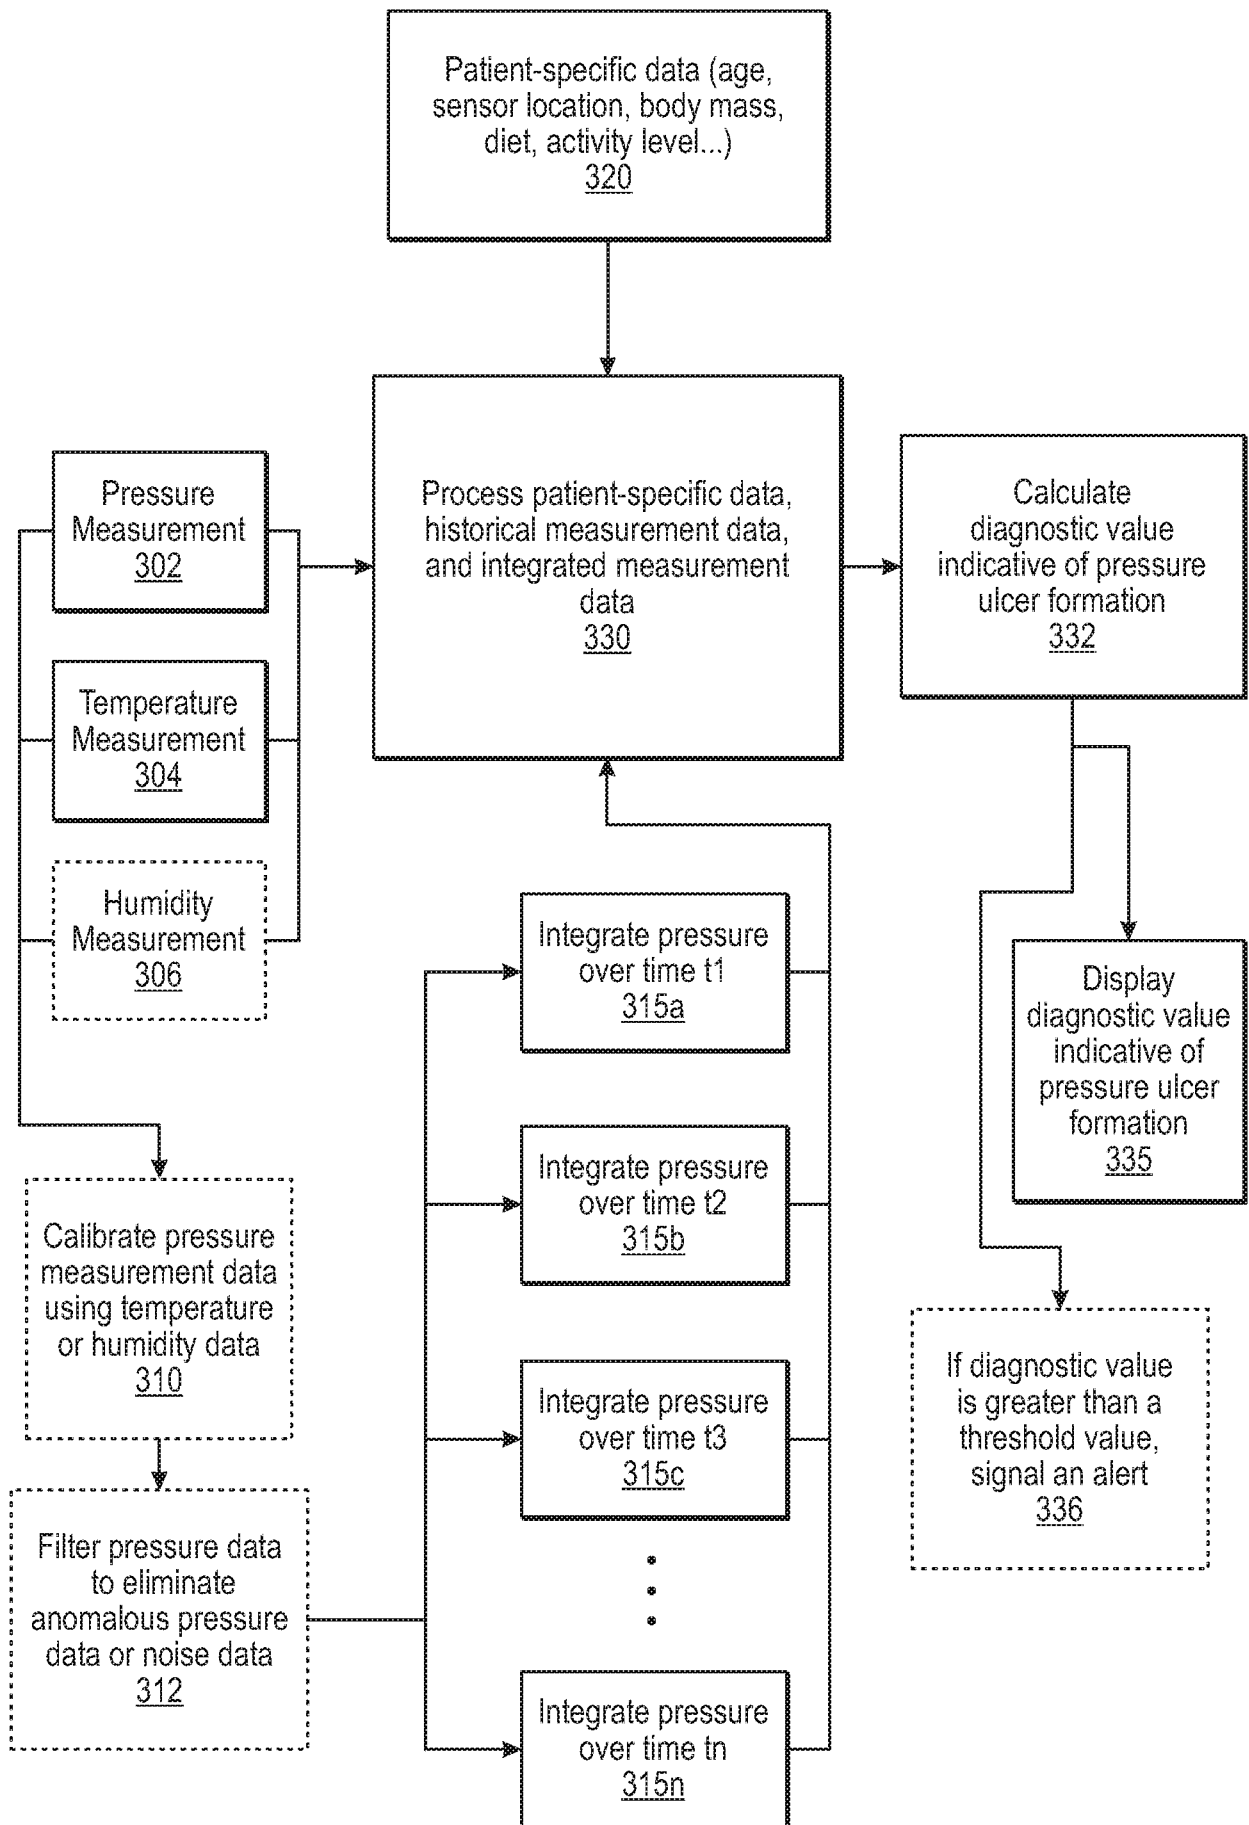 Patient-specific data (age,
sensor location, body mass,
diet, activity level...)
320
Pressure
Measurement
302
Temperature
Measurement
304
Humidity
Measurement
306
Process patient-specific data,
historical measurement data,
and integrated measurement
data
330
Calculate
diagnostic value
indicative of pressure
ulcer formation
332
Display
diagnostic value
indicative of
pressure ulcer
formation
335
If diagnostic value
is greater than a
threshold value,
signal an alert
336
Calibrate pressure
measurement data
using temperature
or humidity data
310
Filter pressure data
to eliminate
anomalous pressure
data or noise data
312
Integrate pressure
over time t1
315a
Integrate pressure
over time t2
315b
Integrate pressure
over time t3
315c
Integrate pressure
over time tn
315n